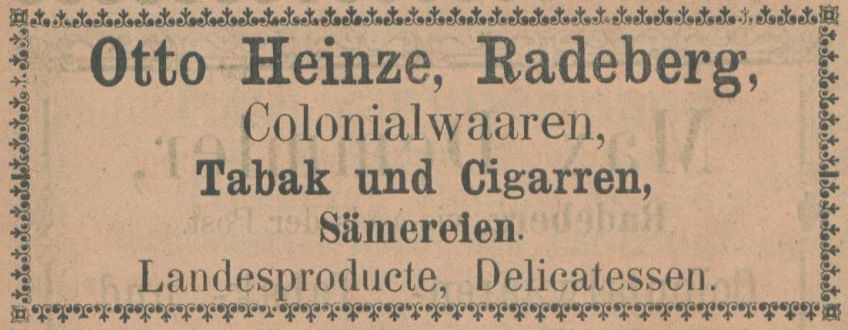 Otto Heinze, Radeberg,
Colonialwaaren,
Tabak und Cigarren,
Sämereien.
Landesproducte, Delicatessen.